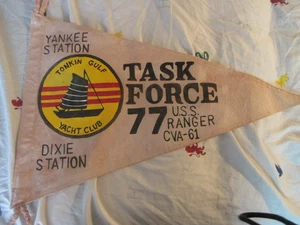 YANKEE
STATION
TONKIN GULF
YACHT CLUB
DIXIE
STATION
TASK
FORCE
77 U.S.S.
RANGER
CVA-61